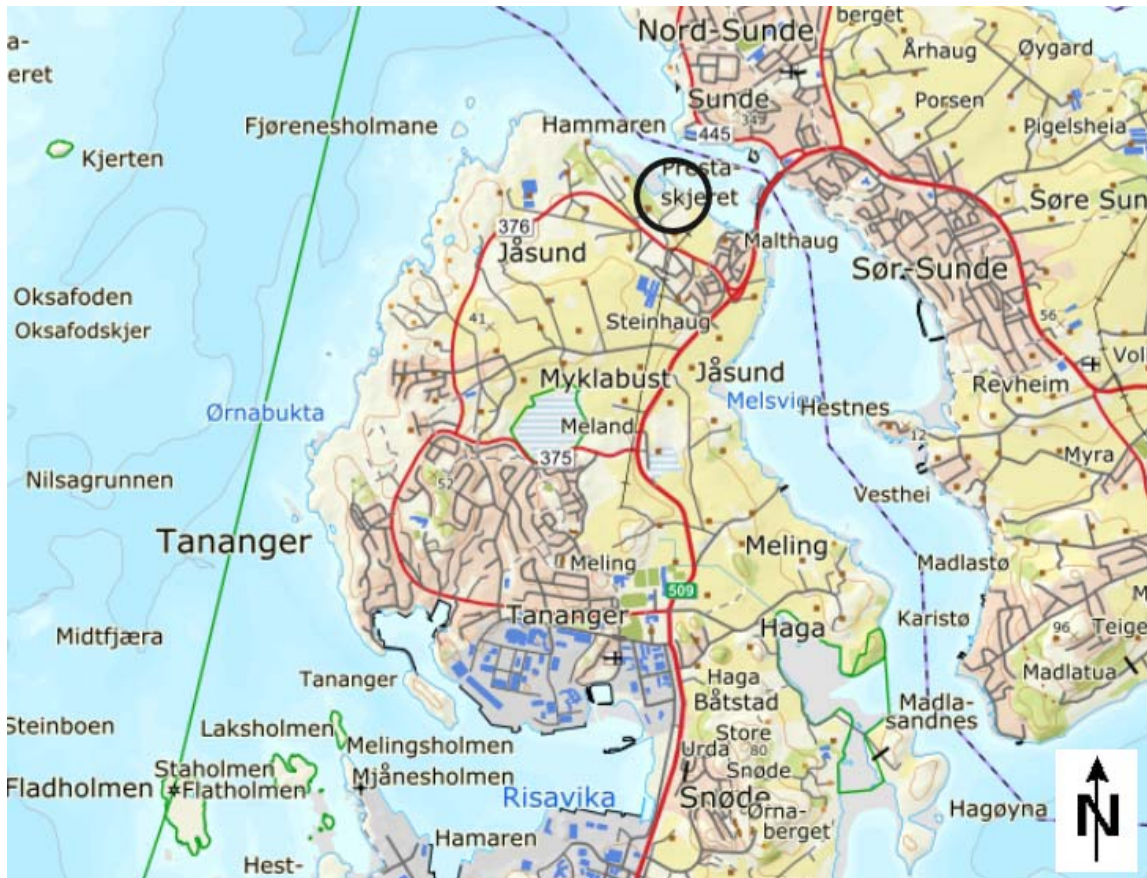 berget
Nord-Sunde
a-
eret
Århaug
Øygard
Porsen
Sunde
349
Fjørenesholmane
Hammaren
445
Pigelsheia
Kjerten
Presta-
skjeret
Søre Sun
376
Jåsund
Malthaug
Sør-Sunde
Oksafoden
Oksafodskjer
41
Steinhaug
56
Vol
Myklabust
Jåsund
Revheim
Ørnabukta
Melsvig
Hestnes
Meland
12
375
Myra
Nilsagrunnen
52
Vesthei
Tananger
Meling
Meling
Madlastø
509
Midtfjæra
Tananger
Haga
Karistø
96
Teige
M
Tananger
Haga
Båtstad
Madlatua
Madla-
sandnes
Steinboen
Laksholmen
Melingsholmen
Store
80
Urda
Staholmen
Mjånesholmen
Snøde
Fladholmen
Flatholmen
Risavika
Snøde
Hagøyna
Ørna-
berget
Hamaren
Hest-
N